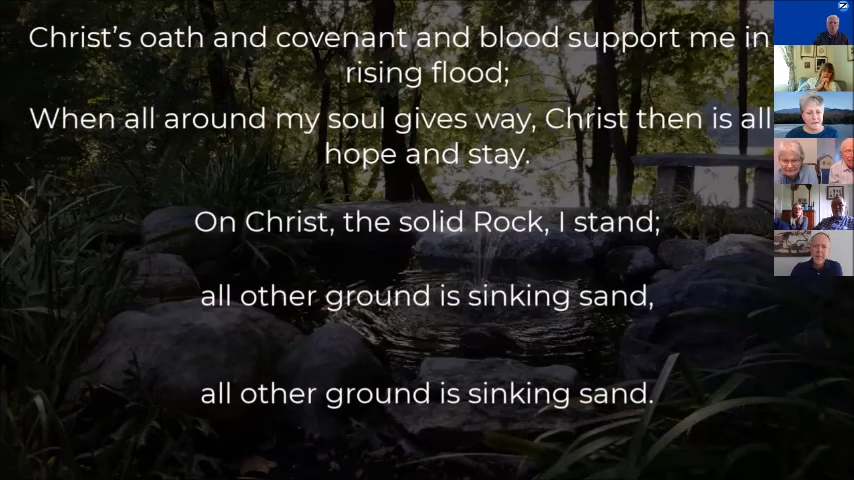 Christ's oath and covenant and blood support me in
rising flood;
When all around my soul gives way, Christ then is all
hope and stay.
On Christ, the solid Rock, I stand;
all other ground is sinking sand,
all other ground is sinking sand.